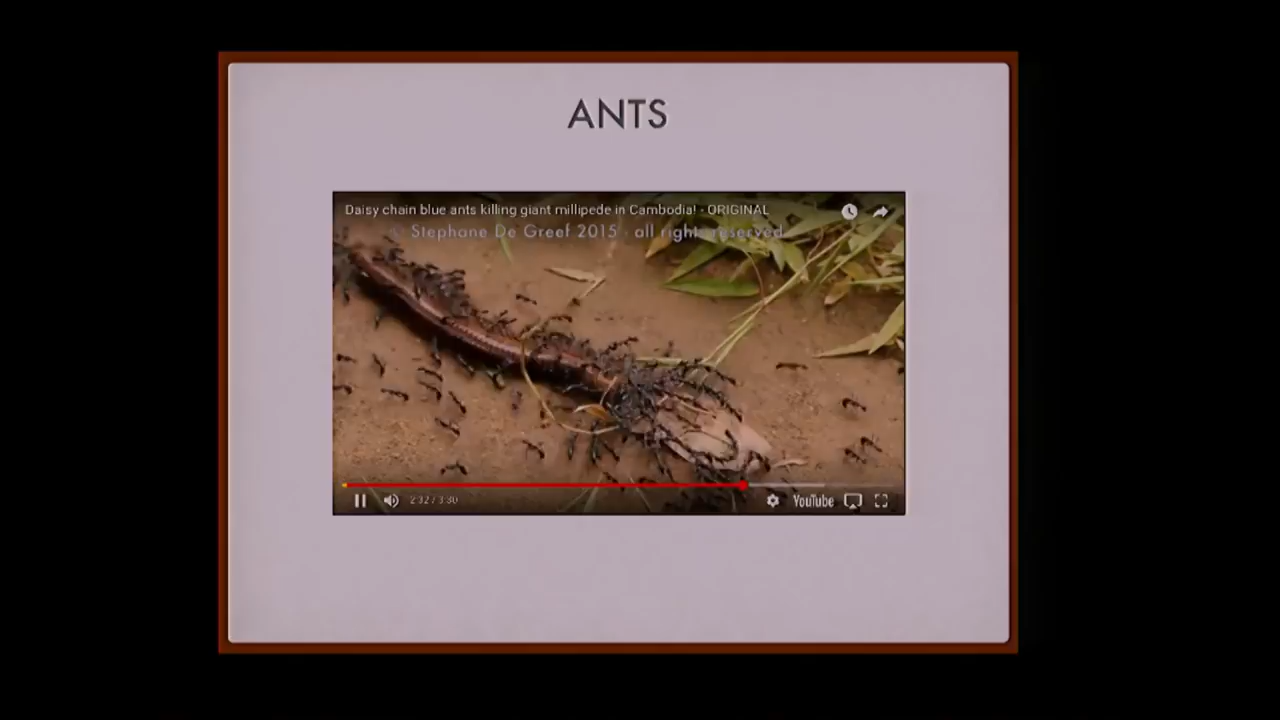 ANTS
Daisy chain blue ants killing giant millipede in Cambodia! - ORIGINAL
© Stephane De Greef 2015 - all rights reserved
2:32 / 3:30
YouTube